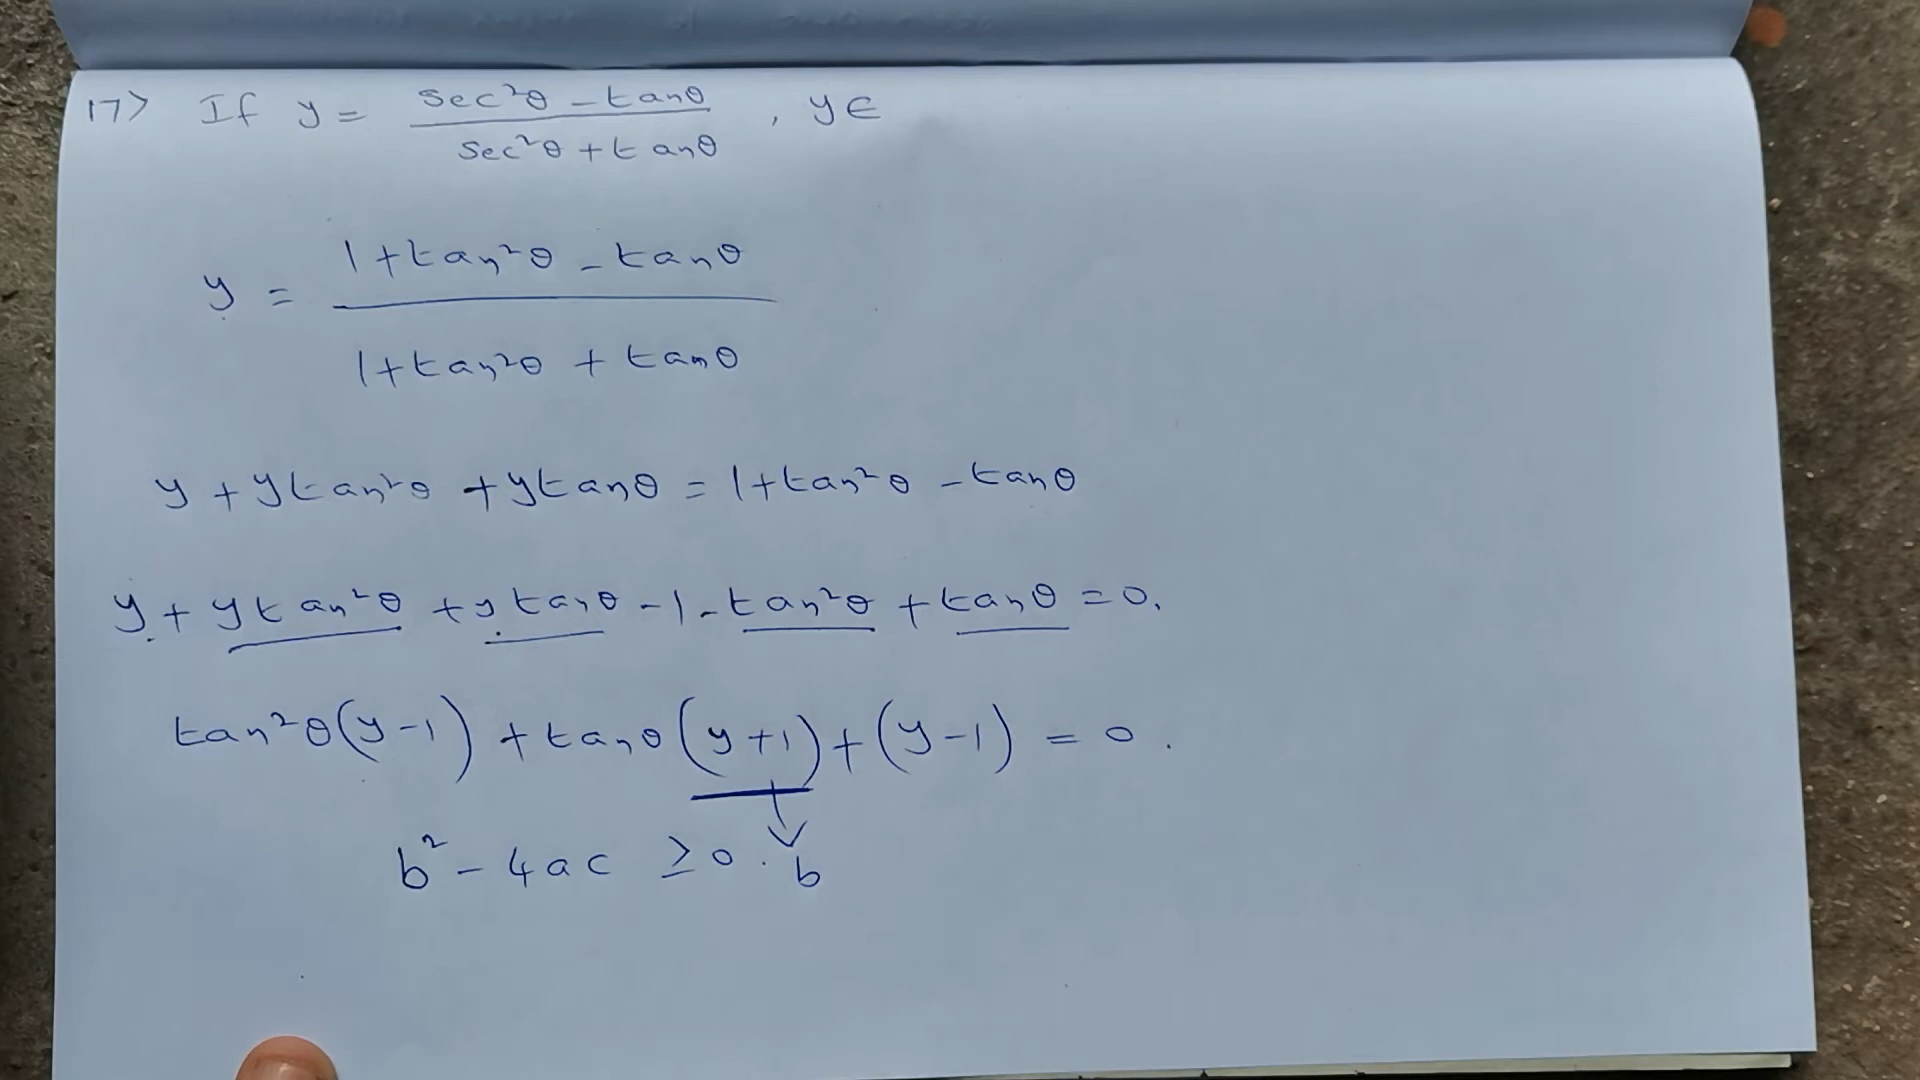 17> If y = sec²θ - tanθ / sec²θ + tanθ , y ∈
y = 1 + tan²θ - tanθ / 1 + tan²θ + tanθ
y + y tan²θ + y tanθ = 1 + tan²θ - tanθ
y + y tan²θ + y tanθ - 1 - tan²θ + tanθ = 0.
tan²θ (y - 1) + tanθ (y + 1) + (y - 1) = 0 .
b² - 4ac ≥ 0 . b